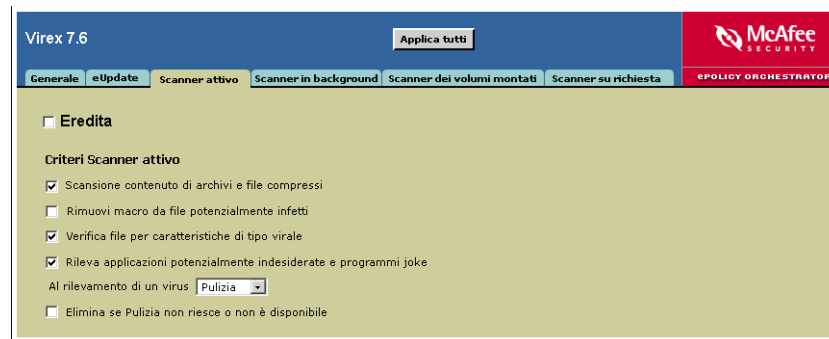 Virex 7.6
Applica tutti
McAfee
SECURITY
Generale eUpdate Scanner attivo Scanner in background Scanner dei volumi montati Scanner su richiesta
ePOLICY ORCHESTRATOR
Eredita
Criteri Scanner attivo
Scansione contenuto di archivi e file compressi
Rimuovi macro da file potenzialmente infetti
Verifica file per caratteristiche di tipo virale
Rileva applicazioni potenzialmente indesiderate e programmi joke
Al rilevamento di un virus Pulizia
Elimina se Pulizia non riesce o non è disponibile